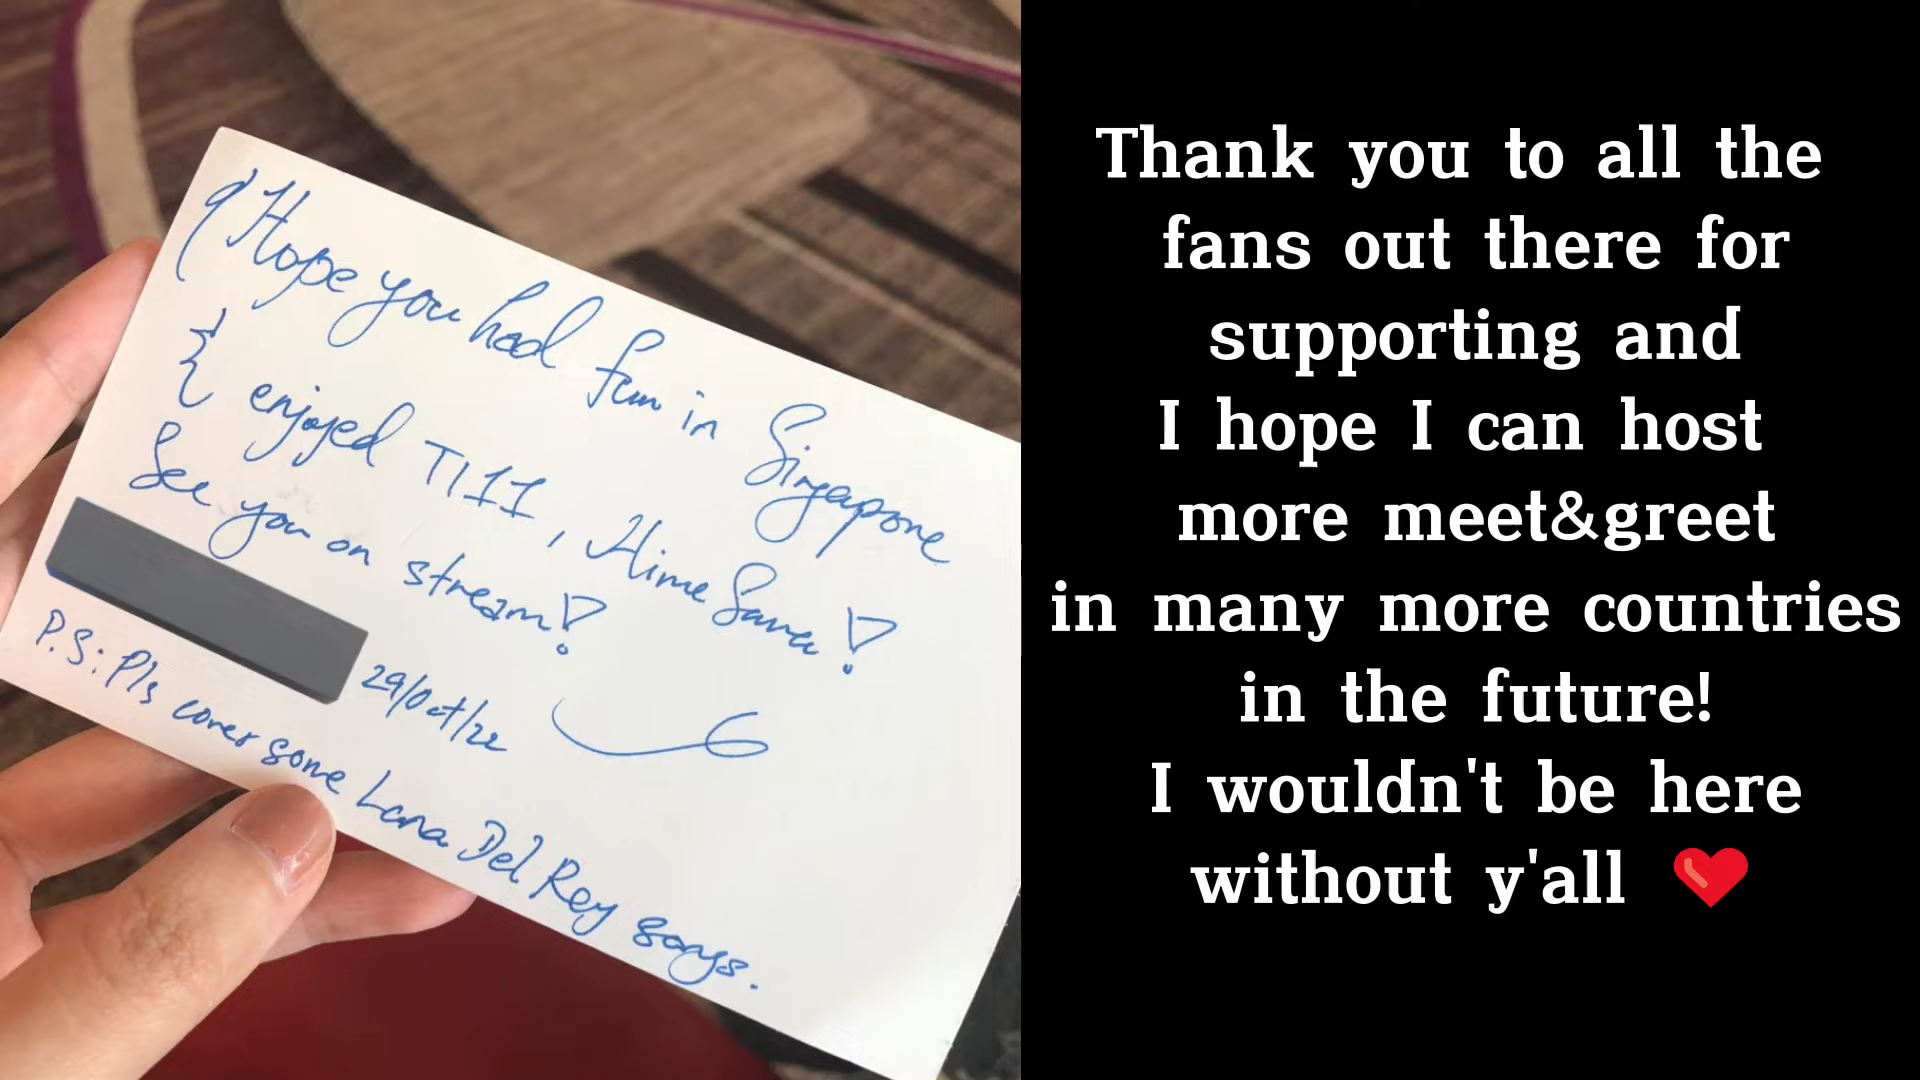 Hope you had fun in Singapore
& enjoyed TI11, Hime Sama!
See you on stream!
29/Oct/22
P.S: Pls cover some Lana Del Rey songs.
Thank you to all the
fans out there for
supporting and
I hope I can host
more meet&greet
in many more countries
in the future!
I wouldn't be here
without y'all ❤️